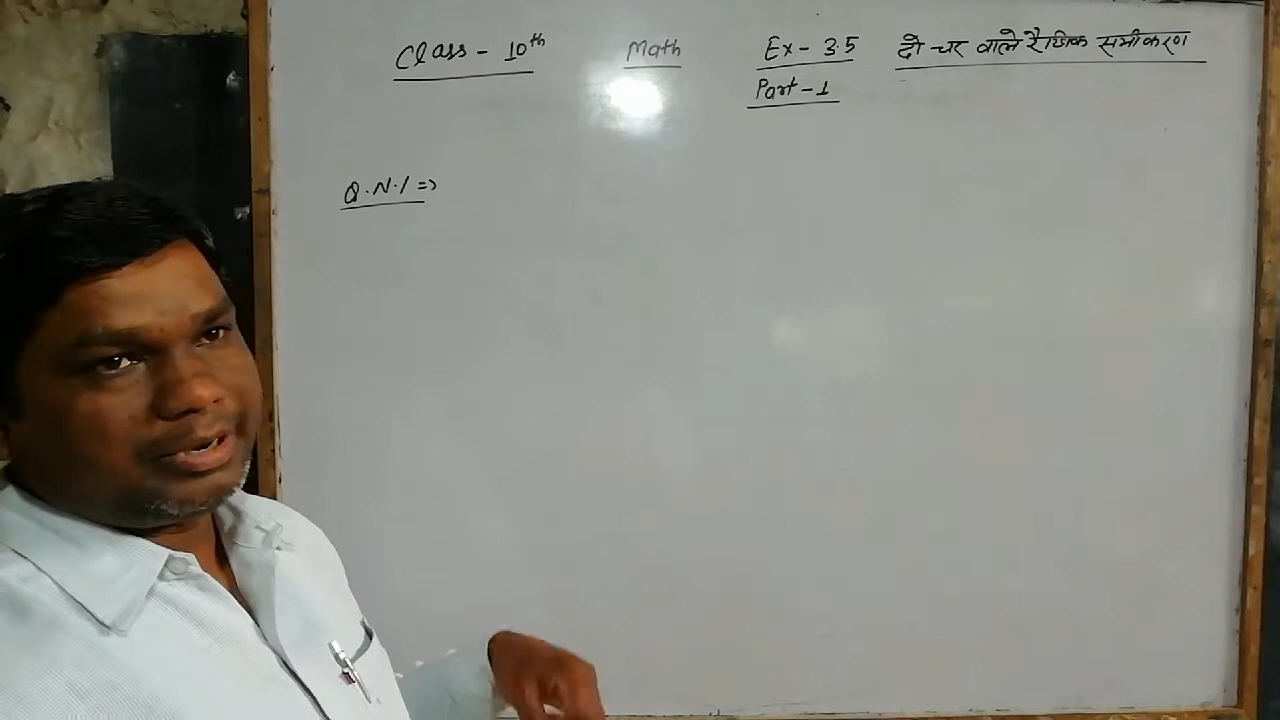 Class - 10th Math Ex - 3.5 दो चर वाले रैखिक समीकरण
Part - 1
Q.N.1 =>